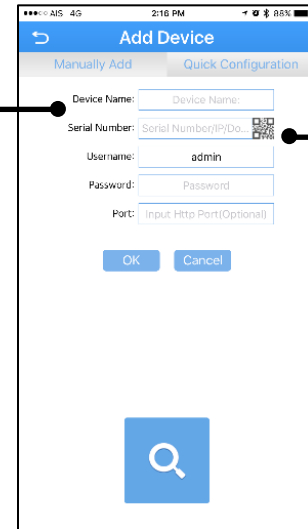 AIS 4G 2:16 PM 88%
Add Device
Manually Add Quick Configuration
Device Name: Device Name:
Serial Number: Serial Number/IP/Do...
Username: admin
Password: Password
Port: Input Http Port(Optional)
OK Cancel